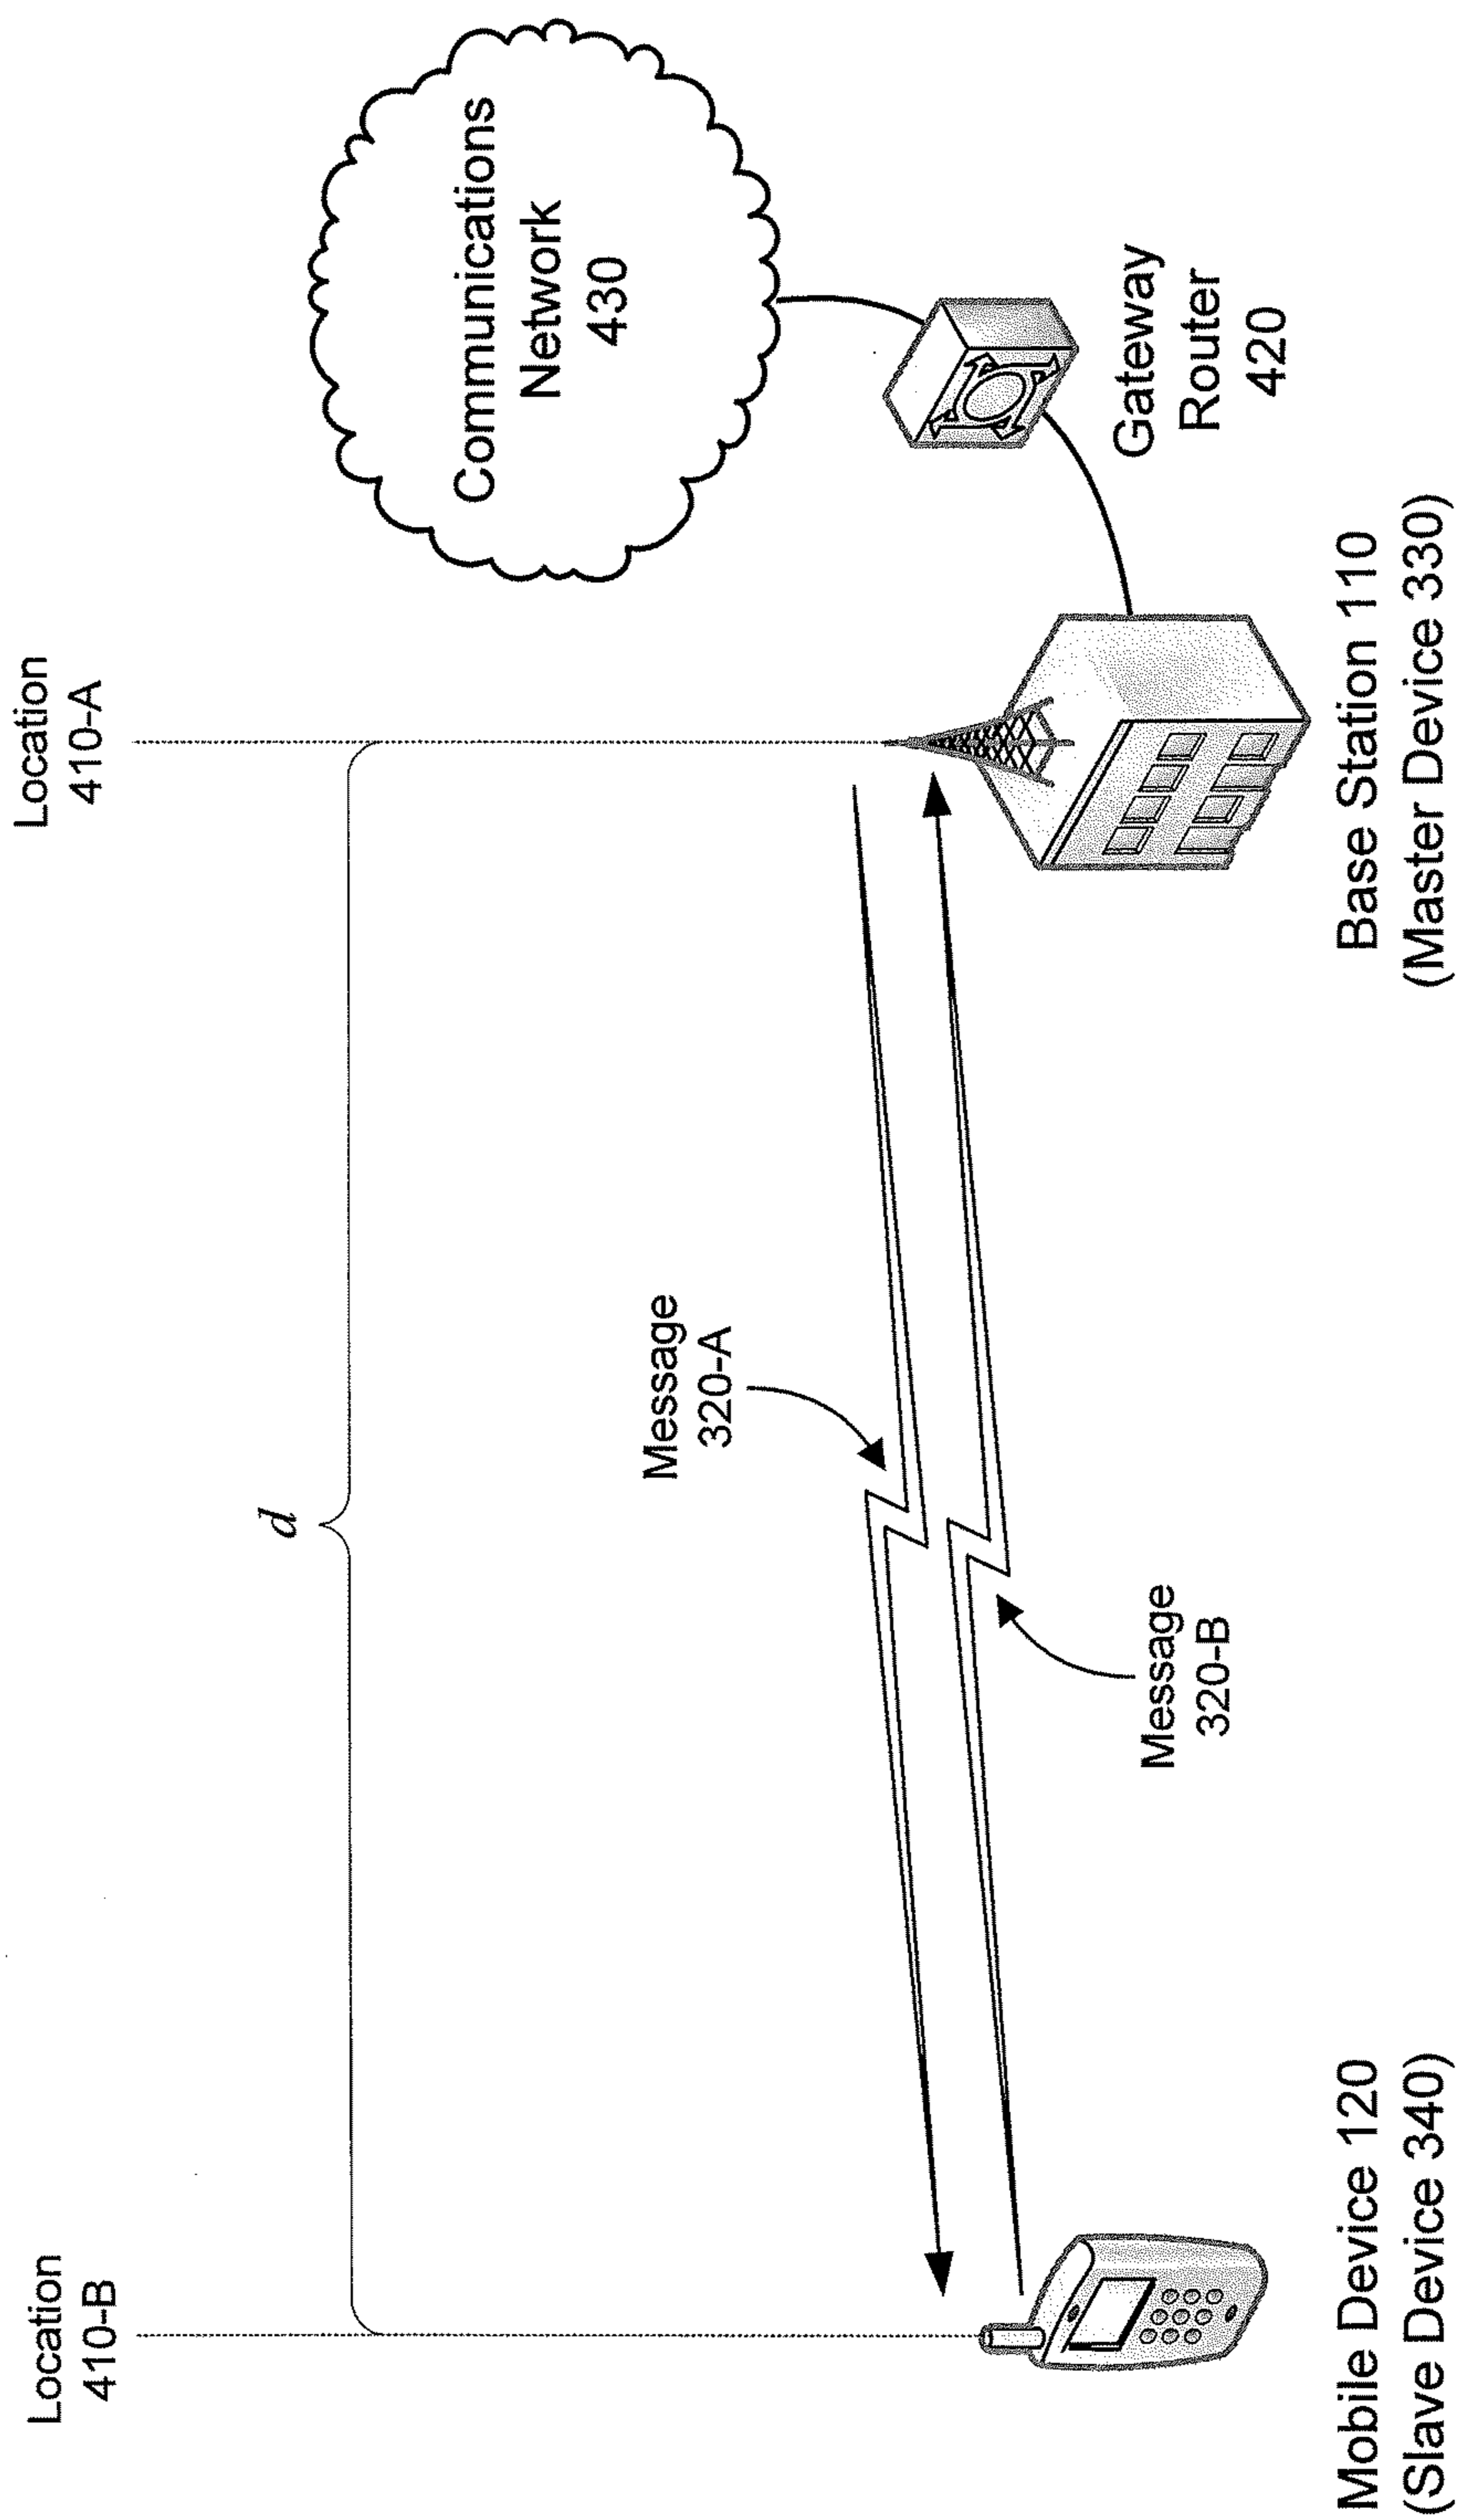 Location
410-B
Location
410-A
d
Communications
Network
430
Message
320-A
Message
320-B
Gateway
Router
420
Mobile Device 120
(Slave Device 340)
Base Station 110
(Master Device 330)